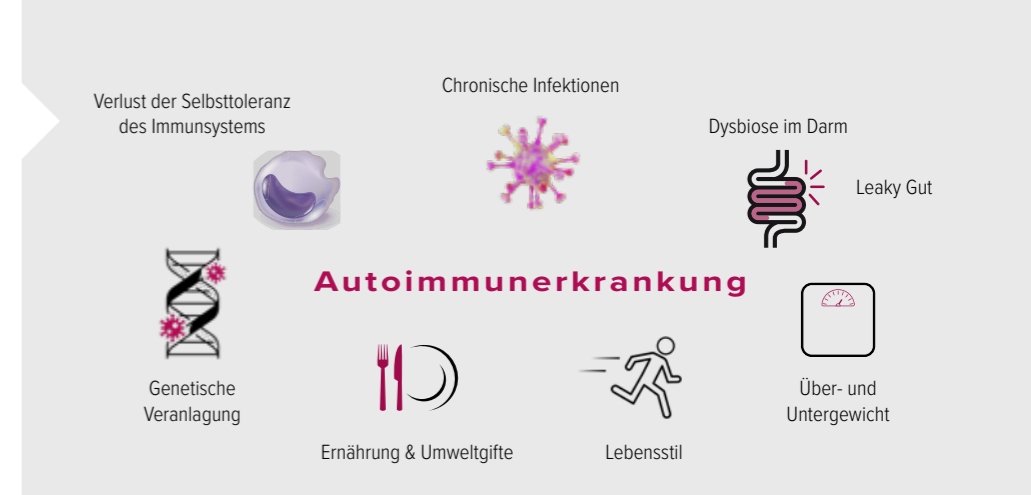 Chronische Infektionen
Verlust der Selbsttoleranz
des Immunsystems
Dysbiose im Darm
Leaky Gut
Autoimmunerkrankung
Genetische
Veranlagung
Über- und
Untergewicht
Ernährung & Umweltgifte
Lebensstil